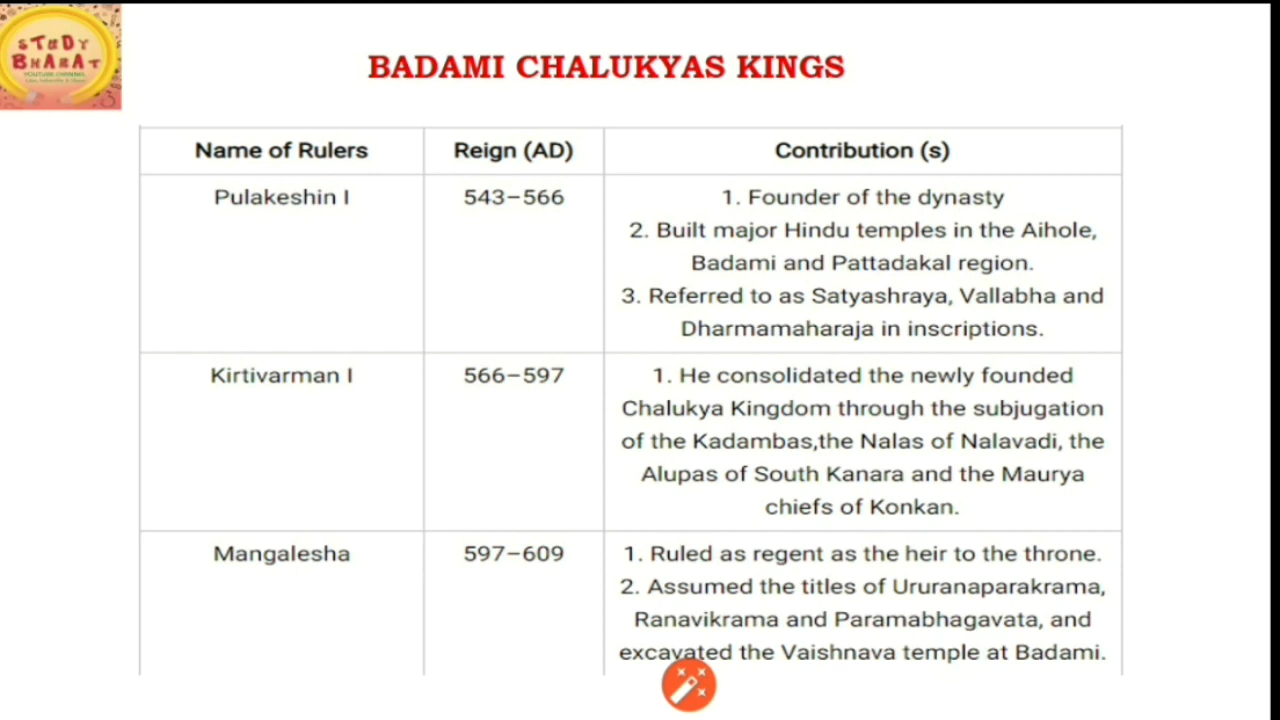 STUDY
BHARAT
YOUTUBE CHANNEL
BADAMI CHALUKYAS KINGS
Name of Rulers Reign (AD) Contribution (s)
Pulakeshin I 543–566 1. Founder of the dynasty
2. Built major Hindu temples in the Aihole,
Badami and Pattadakal region.
3. Referred to as Satyashraya, Vallabha and
Dharmamaharaja in inscriptions.
Kirtivarman I 566–597 1. He consolidated the newly founded
Chalukya Kingdom through the subjugation
of the Kadambas,the Nalas of Nalavadi, the
Alupas of South Kanara and the Maurya
chiefs of Konkan.
Mangalesha 597–609 1. Ruled as regent as the heir to the throne.
2. Assumed the titles of Ururanaparakrama,
Ranavikrama and Paramabhagavata, and
excavated the Vaishnava temple at Badami.